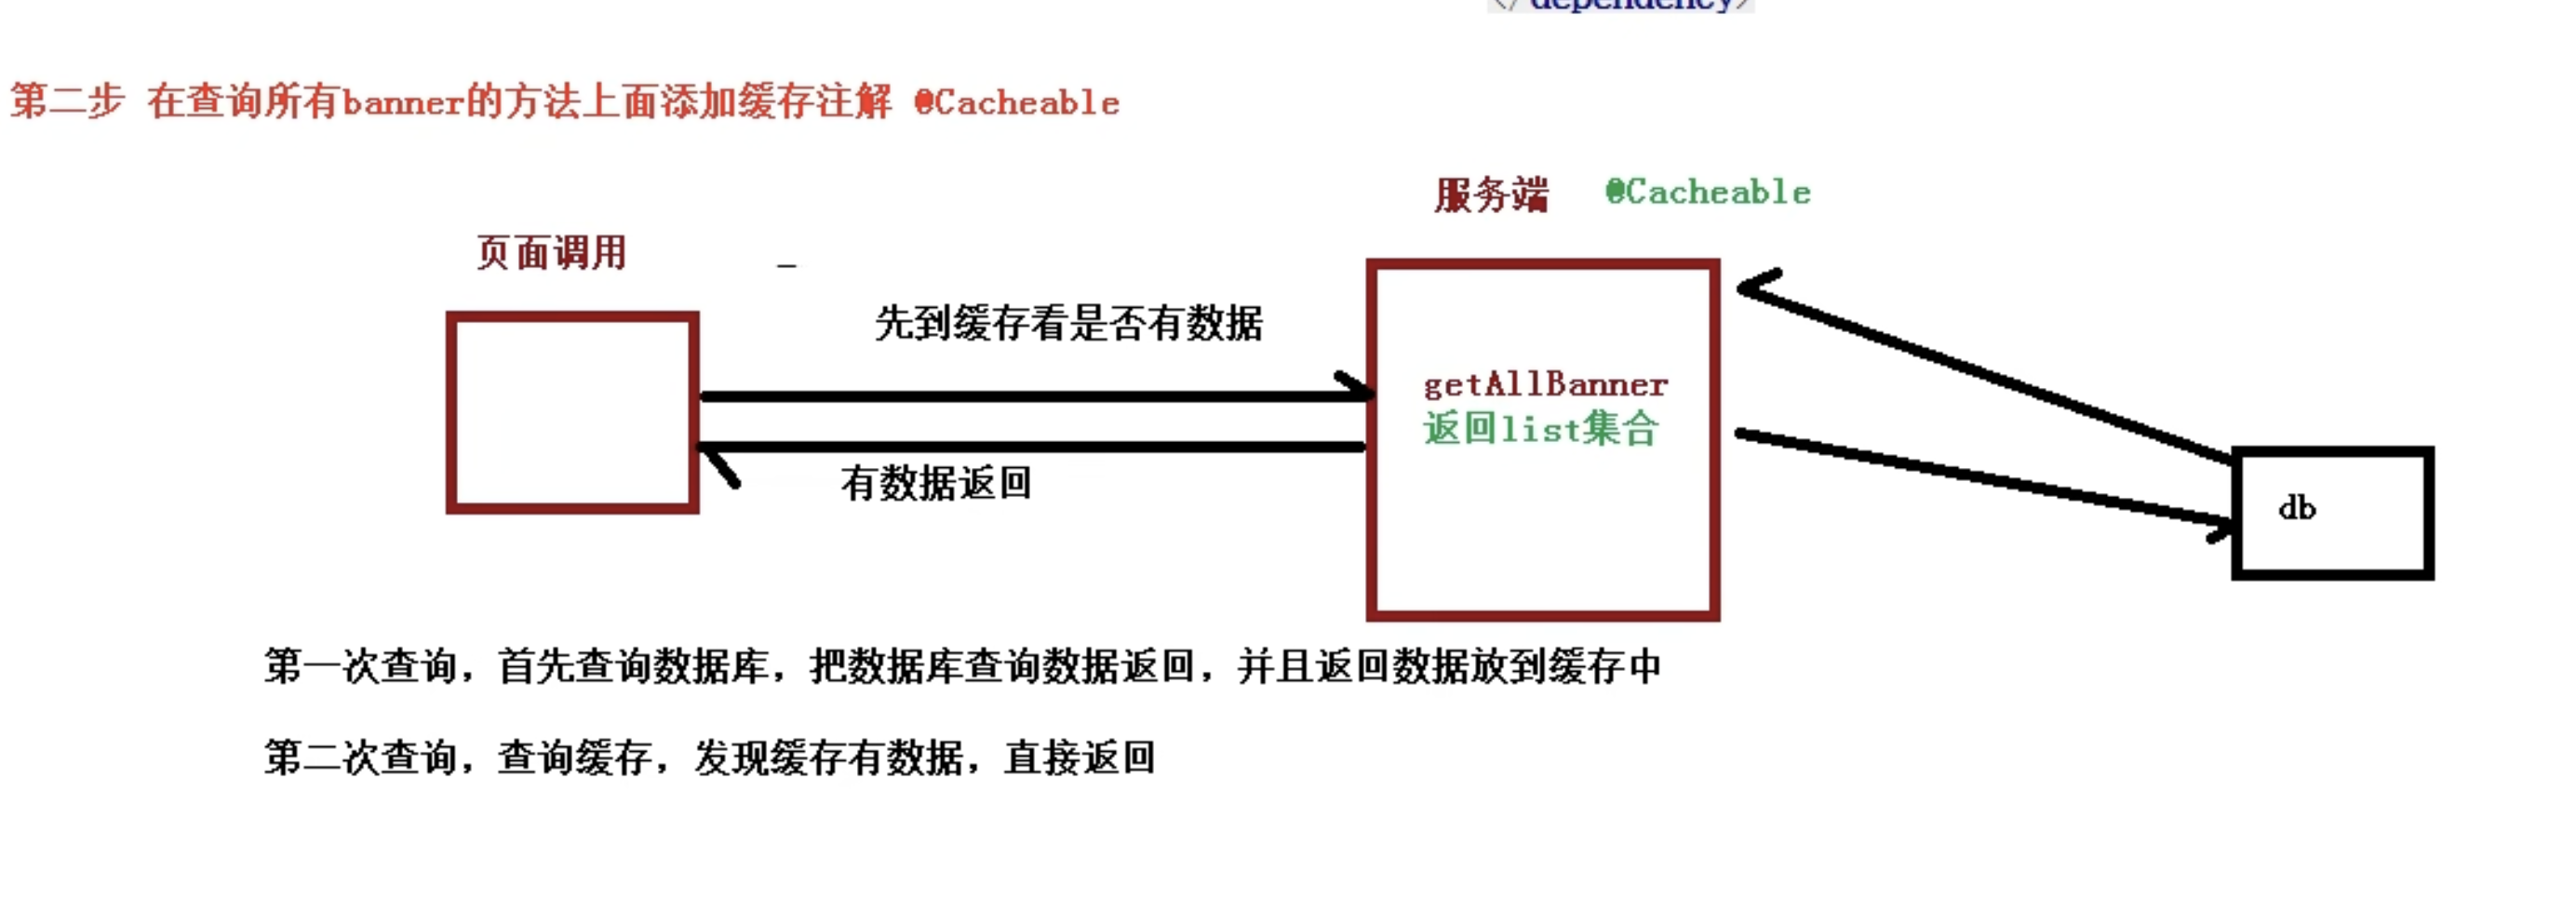 </dependency>
第二步 在查询所有banner的方法上面添加缓存注解 @Cacheable
服务端 @Cacheable
页面调用
先到缓存看是否有数据
getAllBanner
返回list集合
有数据返回
db
第一次查询，首先查询数据库，把数据库查询数据返回，并且返回数据放到缓存中
第二次查询，查询缓存，发现缓存有数据，直接返回